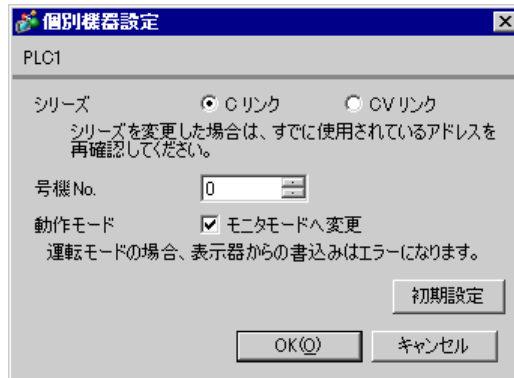 個別機器設定
PLC1
シリーズ C リンク CV リンク
シリーズを変更した場合は、すでに使用されているアドレスを
再確認してください。
号機No. 0
動作モード モニタモードへ変更
運転モードの場合、表示器からの書込みはエラーになります。
初期設定
OK(O) キャンセル